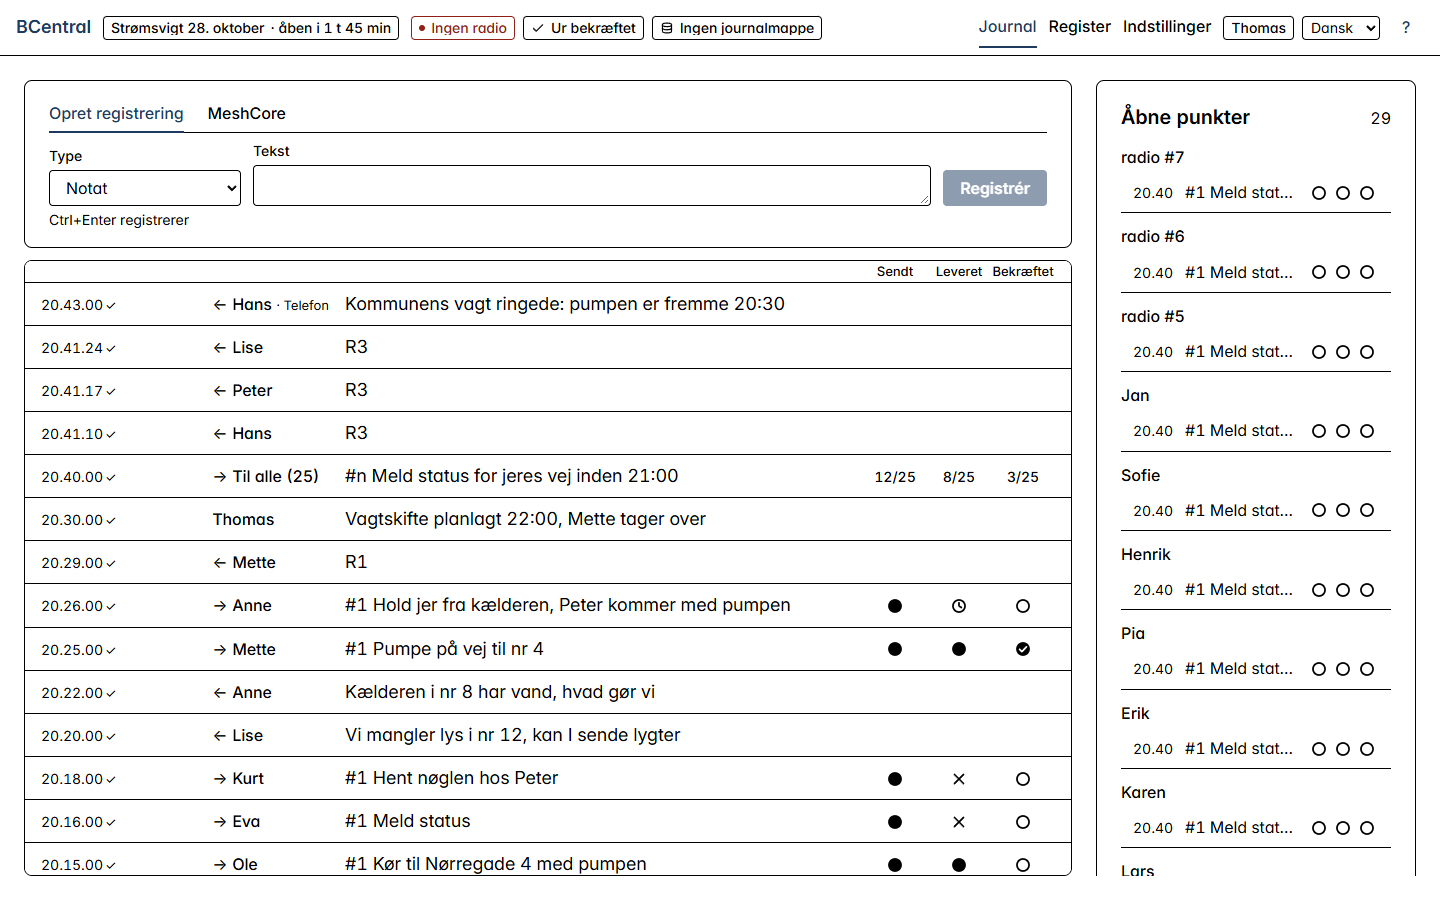 BCentral
Strømsvigt 28. oktober · åben i 1 t 45 min
Ingen radio
Ur bekræftet
Ingen journalmappe
Journal
Register
Indstillinger
Thomas
Dansk
?
Opret registrering
MeshCore
Type
Tekst
Notat
Registrér
Ctrl+Enter registrerer
Sendt Leveret Bekræftet
20.43.00 ✓ ← Hans · Telefon Kommunens vagt ringede: pumpen er fremme 20:30
20.41.24 ✓ ← Lise R3
20.41.17 ✓ ← Peter R3
20.41.10 ✓ ← Hans R3
20.40.00 ✓ → Til alle (25) #n Meld status for jeres vej inden 21:00 12/25 8/25 3/25
20.30.00 ✓ Thomas Vagtskifte planlagt 22:00, Mette tager over
20.29.00 ✓ ← Mette R1
20.26.00 ✓ → Anne #1 Hold jer fra kælderen, Peter kommer med pumpen
20.25.00 ✓ → Mette #1 Pumpe på vej til nr 4
20.22.00 ✓ ← Anne Kælderen i nr 8 har vand, hvad gør vi
20.20.00 ✓ ← Lise Vi mangler lys i nr 12, kan I sende lygter
20.18.00 ✓ → Kurt #1 Hent nøglen hos Peter
20.16.00 ✓ → Eva #1 Meld status
20.15.00 ✓ → Ole #1 Kør til Nørregade 4 med pumpen
Åbne punkter 29
radio #7
20.40 #1 Meld stat...
radio #6
20.40 #1 Meld stat...
radio #5
20.40 #1 Meld stat...
Jan
20.40 #1 Meld stat...
Sofie
20.40 #1 Meld stat...
Henrik
20.40 #1 Meld stat...
Pia
20.40 #1 Meld stat...
Erik
20.40 #1 Meld stat...
Karen
20.40 #1 Meld stat...
Lars